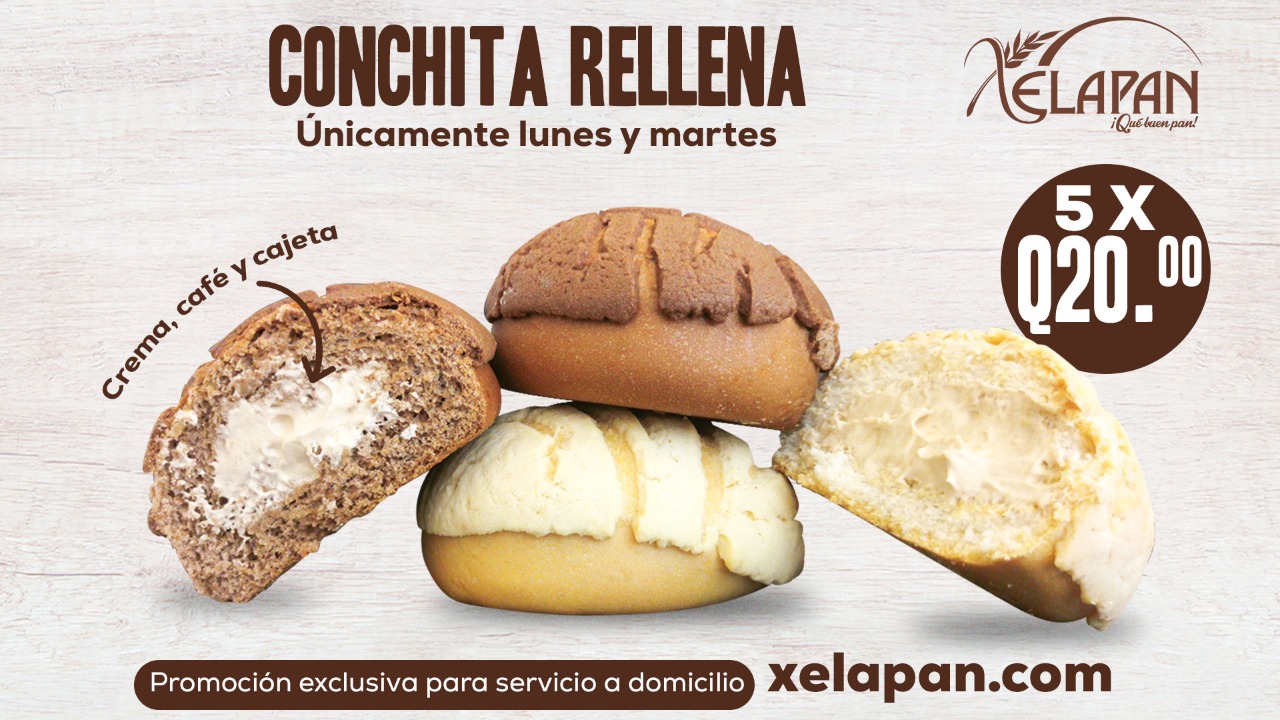 CONCHITA RELLENA
Únicamente lunes y martes
XELAPAN
¡Qué buen pan!
5 X
Q20.00
Crema, café y cajeta
Promoción exclusiva para servicio a domicilio
xelapan.com